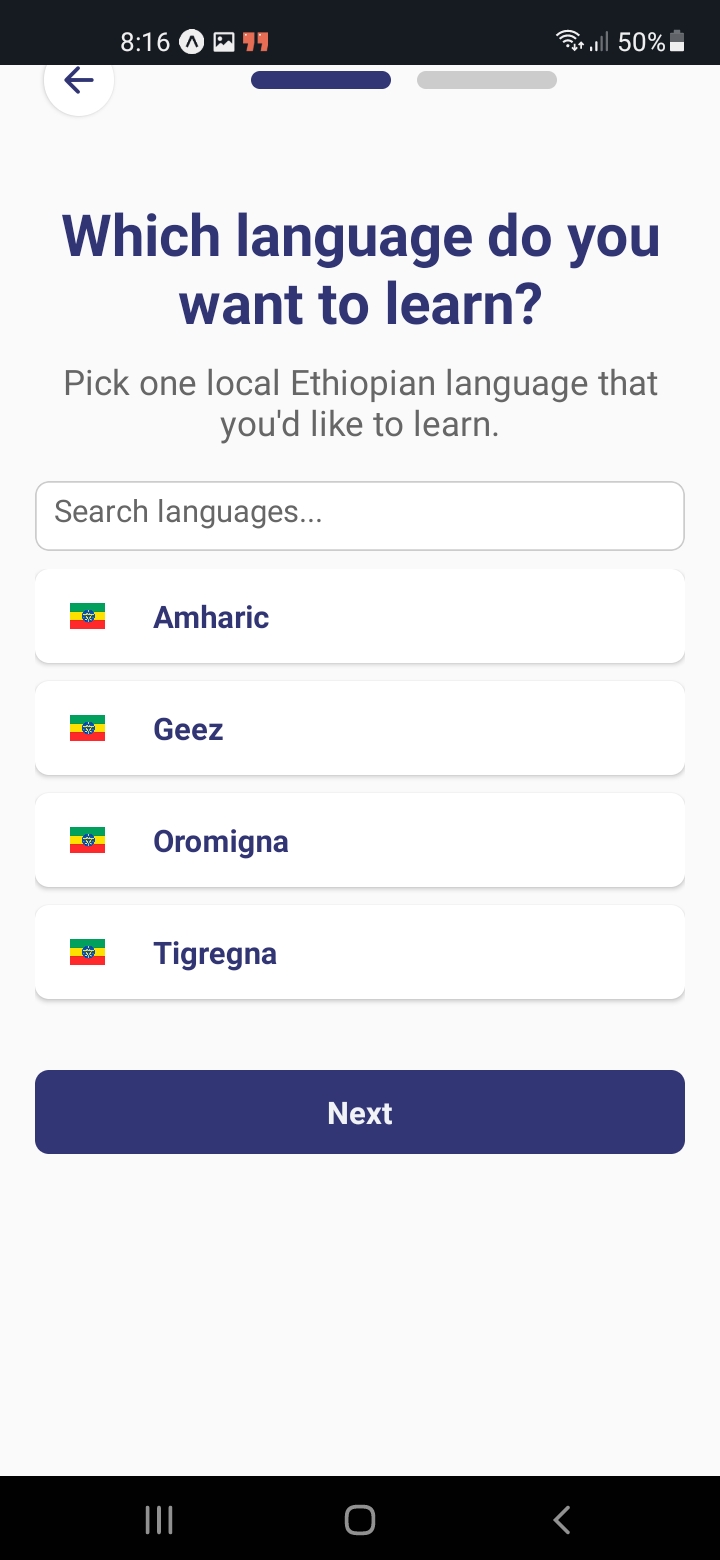 8:16
50%
Which language do you
want to learn?
Pick one local Ethiopian language that
you'd like to learn.
Search languages...
Amharic
Geez
Oromigna
Tigregna
Next